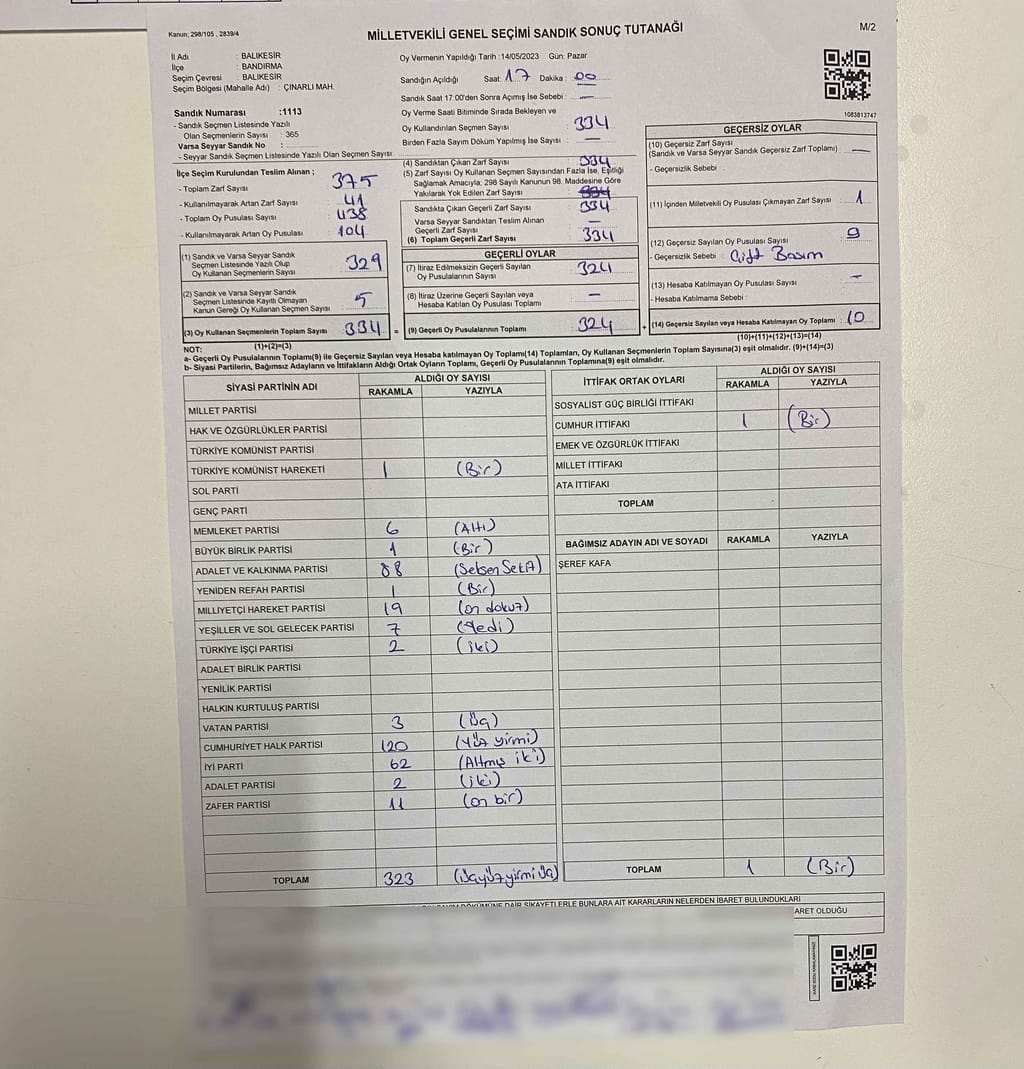 Kanun: 298/105 , 2839/4
MİLLETVEKİLİ GENEL SEÇİMİ SANDIK SONUÇ TUTANAĞI
M/2
İl Adı : BALIKESİR
İlçe : BANDIRMA
Seçim Çevresi : BALIKESİR
Seçim Bölgesi (Mahalle Adı) : ÇINARLI MAH.
Oy Vermenin Yapıldığı Tarih : 14/05/2023 Gün: Pazar
Sandığın Açıldığı Saat: 17 Dakika : 00
Sandık Saat 17:00'den Sonra Açımış İse Sebebi : —
Oy Verme Saati Bitiminde Sırada Bekleyen ve
Oy Kullandırılan Seçmen Sayısı : 334
Birden Fazla Sayım Döküm Yapılmış İse Sayısı : —
1083813747
Sandık Numarası :1113
- Sandık Seçmen Listesinde Yazılı
Olan Seçmenlerin Sayısı : 365
Varsa Seyyar Sandık No :
- Seyyar Sandık Seçmen Listesinde Yazılı Olan Seçmen Sayısı
İlçe Seçim Kurulundan Teslim Alınan ;
- Toplam Zarf Sayısı : 375
- Kullanılmayarak Artan Zarf Sayısı : 41
- Toplam Oy Pusulası Sayısı : 438
- Kullanılmayarak Artan Oy Pusulası : 104
(1) Sandık ve Varsa Seyyar Sandık
Seçmen Listesinde Yazılı Olup
Oy Kullanan Seçmenlerin Sayısı : 329
(2) Sandık ve Varsa Seyyar Sandık
Seçmen Listesinde Kayıtlı Olmayan
Kanun Gereği Oy Kullanan Seçmen Sayısı : 5
(3) Oy Kullanan Seçmenlerin Toplam Sayısı : 334
(1)+(2)=(3)
(4) Sandıktan Çıkan Zarf Sayısı : 334
(5) Zarf Sayısı Oy Kullanan Seçmen Sayısından Fazla İse, Eşitliği
Sağlamak Amacıyla; 298 Sayılı Kanunun 98. Maddesine Göre
Yakılarak Yok Edilen Zarf Sayısı : 334
Sandıkta Çıkan Geçerli Zarf Sayısı : 334
Varsa Seyyar Sandıktan Teslim Alınan
Geçerli Zarf Sayısı : —
(6) Toplam Geçerli Zarf Sayısı : 334
GEÇERLİ OYLAR
(7) İtiraz Edilmeksizin Geçerli Sayılan
Oy Pusulalarının Sayısı : 324
(8) İtiraz Üzerine Geçerli Sayılan veya
Hesaba Katılan Oy Pusulası Toplamı : —
= (9) Geçerli Oy Pusulalarının Toplamı : 324
GEÇERSİZ OYLAR
(10) Geçersiz Zarf Sayısı
(Sandık ve Varsa Seyyar Sandık Geçersiz Zarf Toplamı) : —
- Geçersizlik Sebebi :
(11) İçinden Milletvekili Oy Pusulası Çıkmayan Zarf Sayısı : 1
(12) Geçersiz Sayılan Oy Pusulası Sayısı : 9
- Geçersizlik Sebebi : Çift Basım
(13) Hesaba Katılmayan Oy Pusulası Sayısı : —
- Hesaba Katılmama Sebebi :
+ (14) Geçersiz Sayılan veya Hesaba Katılmayan Oy Toplamı : 10
(10)+(11)+(12)+(13)=(14)
NOT:
a- Geçerli Oy Pusulalarının Toplamı(9) ile Geçersiz Sayılan veya Hesaba katılmayan Oy Toplamı(14) Toplamları, Oy Kullanan Seçmenlerin Toplam Sayısına(3) eşit olmalıdır. (9)+(14)=(3)
b- Siyasi Partilerin, Bağımsız Adayların ve İttifakların Aldığı Ortak Oyların Toplamı, Geçerli Oy Pusulalarının Toplamına(9) eşit olmalıdır.
SİYASİ PARTİNİN ADI ALDIĞI OY SAYISI
RAKAMLA YAZIYLA
MİLLET PARTİSİ
HAK VE ÖZGÜRLÜKLER PARTİSİ
TÜRKİYE KOMÜNİST PARTİSİ
TÜRKİYE KOMÜNİST HAREKETİ 1 (Bir)
SOL PARTİ
GENÇ PARTİ
MEMLEKET PARTİSİ 6 (Altı)
BÜYÜK BİRLİK PARTİSİ 1 (Bir)
ADALET VE KALKINMA PARTİSİ 88
YENİDEN REFAH PARTİSİ 1 (Bir)
MİLLİYETÇİ HAREKET PARTİSİ 19 (on dokuz)
YEŞİLLER VE SOL GELECEK PARTİSİ 7 (Yedi)
TÜRKİYE İŞÇİ PARTİSİ 2 (iki)
ADALET BİRLİK PARTİSİ
YENİLİK PARTİSİ
HALKIN KURTULUŞ PARTİSİ
VATAN PARTİSİ 3 (Üç)
CUMHURİYET HALK PARTİSİ 120 (Yüz yirmi)
İYİ PARTİ 62 (Altmış iki)
ADALET PARTİSİ 2 (iki)
ZAFER PARTİSİ 11 (on bir)
TOPLAM 323 (Üçyüzyirmi Üç)
İTTİFAK ORTAK OYLARI ALDIĞI OY SAYISI
RAKAMLA YAZIYLA
SOSYALİST GÜÇ BİRLİĞİ İTTİFAKI
CUMHUR İTTİFAKI 1 (Bir)
EMEK VE ÖZGÜRLÜK İTTİFAKI
MİLLET İTTİFAKI
ATA İTTİFAKI
TOPLAM
BAĞIMSIZ ADAYIN ADI VE SOYADI RAKAMLA YAZIYLA
ŞEREF KAFA
TOPLAM 1 (Bir)
DÖKÜMÜNE DAİR ŞİKAYETLERLE BUNLARA AİT KARARLARIN NELERDEN İBARET BULUNDUKLARI
ARET OLDUĞU